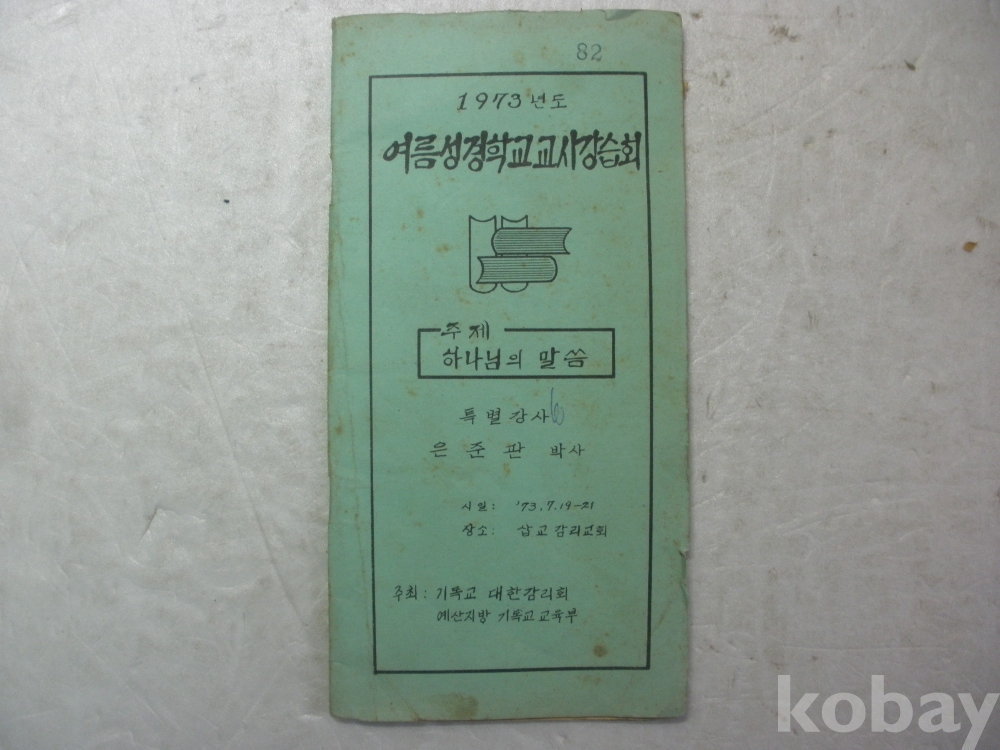 82
1973년도
여름성경학교교사강습회
주제
하나님의 말씀
특별강사
은준관 박사
시일: '73.7.19-21
장소: 삽교감리교회
주최: 기독교 대한감리회
예산지방 기독교교육부
kobay